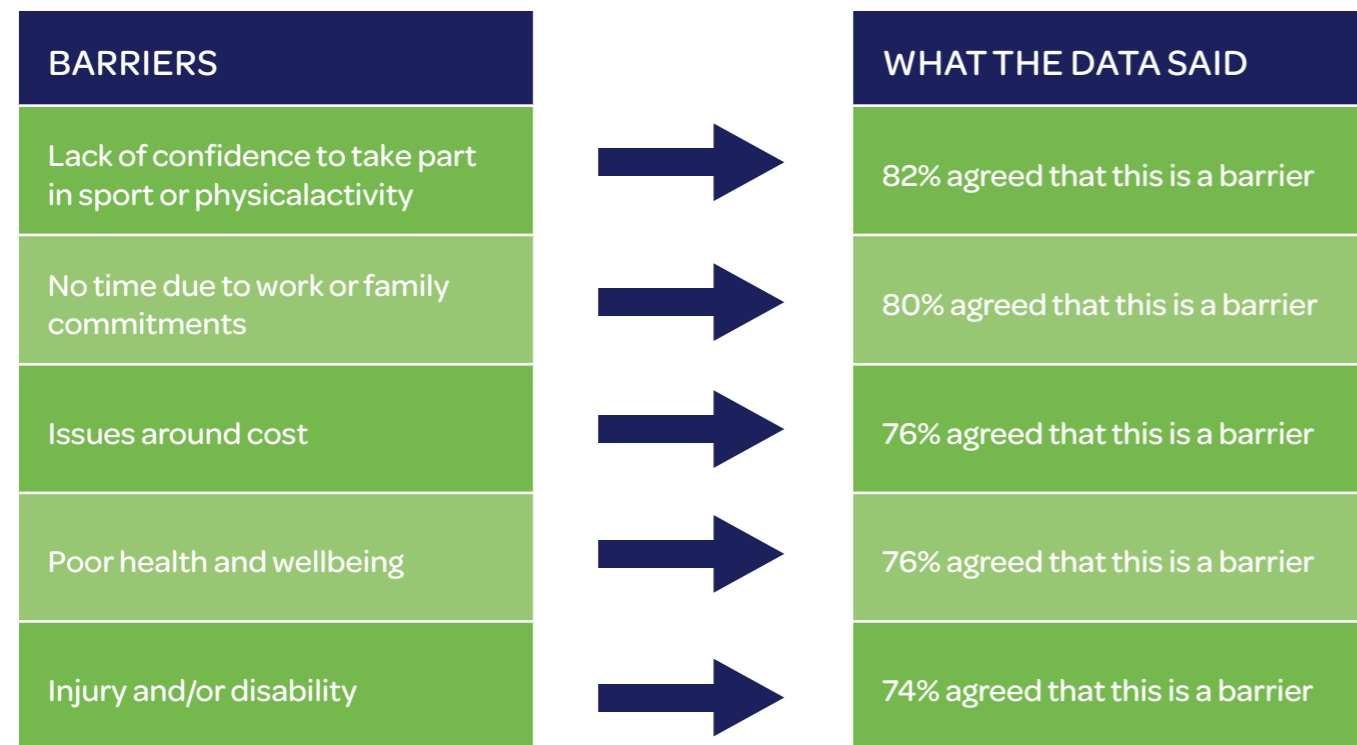 BARRIERS
WHAT THE DATA SAID
Lack of confidence to take part
in sport or physicalactivity
82% agreed that this is a barrier
No time due to work or family
commitments
80% agreed that this is a barrier
Issues around cost
76% agreed that this is a barrier
Poor health and wellbeing
76% agreed that this is a barrier
Injury and/or disability
74% agreed that this is a barrier